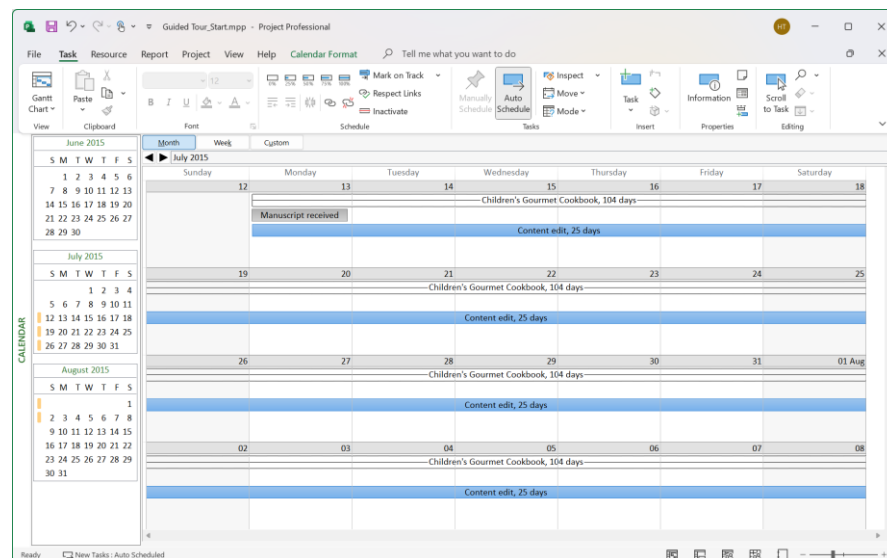 Guided Tour_Start.mpp - Project Professional
HT
File Task Resource Report Project View Help Calendar Format Tell me what you want to do
Gantt Chart
View
Paste
Clipboard
12
B I U A
Font
0% 25% 50% 75% 100%
Mark on Track
Respect Links
Inactivate
Schedule
Manually Schedule
Auto Schedule
Inspect
Move
Mode
Tasks
Task
Insert
Information
Properties
Scroll to Task
Editing
CALENDAR
June 2015
S M T W T F S
1 2 3 4 5 6
7 8 9 10 11 12 13
14 15 16 17 18 19 20
21 22 23 24 25 26 27
28 29 30
July 2015
S M T W T F S
1 2 3 4
5 6 7 8 9 10 11
12 13 14 15 16 17 18
19 20 21 22 23 24 25
26 27 28 29 30 31
August 2015
S M T W T F S
1
2 3 4 5 6 7 8
9 10 11 12 13 14 15
16 17 18 19 20 21 22
23 24 25 26 27 28 29
30 31
Month Week Custom
July 2015
Sunday Monday Tuesday Wednesday Thursday Friday Saturday
12 13 14 15 16 17 18
Children's Gourmet Cookbook, 104 days
Manuscript received
Content edit, 25 days
19 20 21 22 23 24 25
Children's Gourmet Cookbook, 104 days
Content edit, 25 days
26 27 28 29 30 31 01 Aug
Children's Gourmet Cookbook, 104 days
Content edit, 25 days
02 03 04 05 06 07 08
Children's Gourmet Cookbook, 104 days
Content edit, 25 days
Ready New Tasks : Auto Scheduled